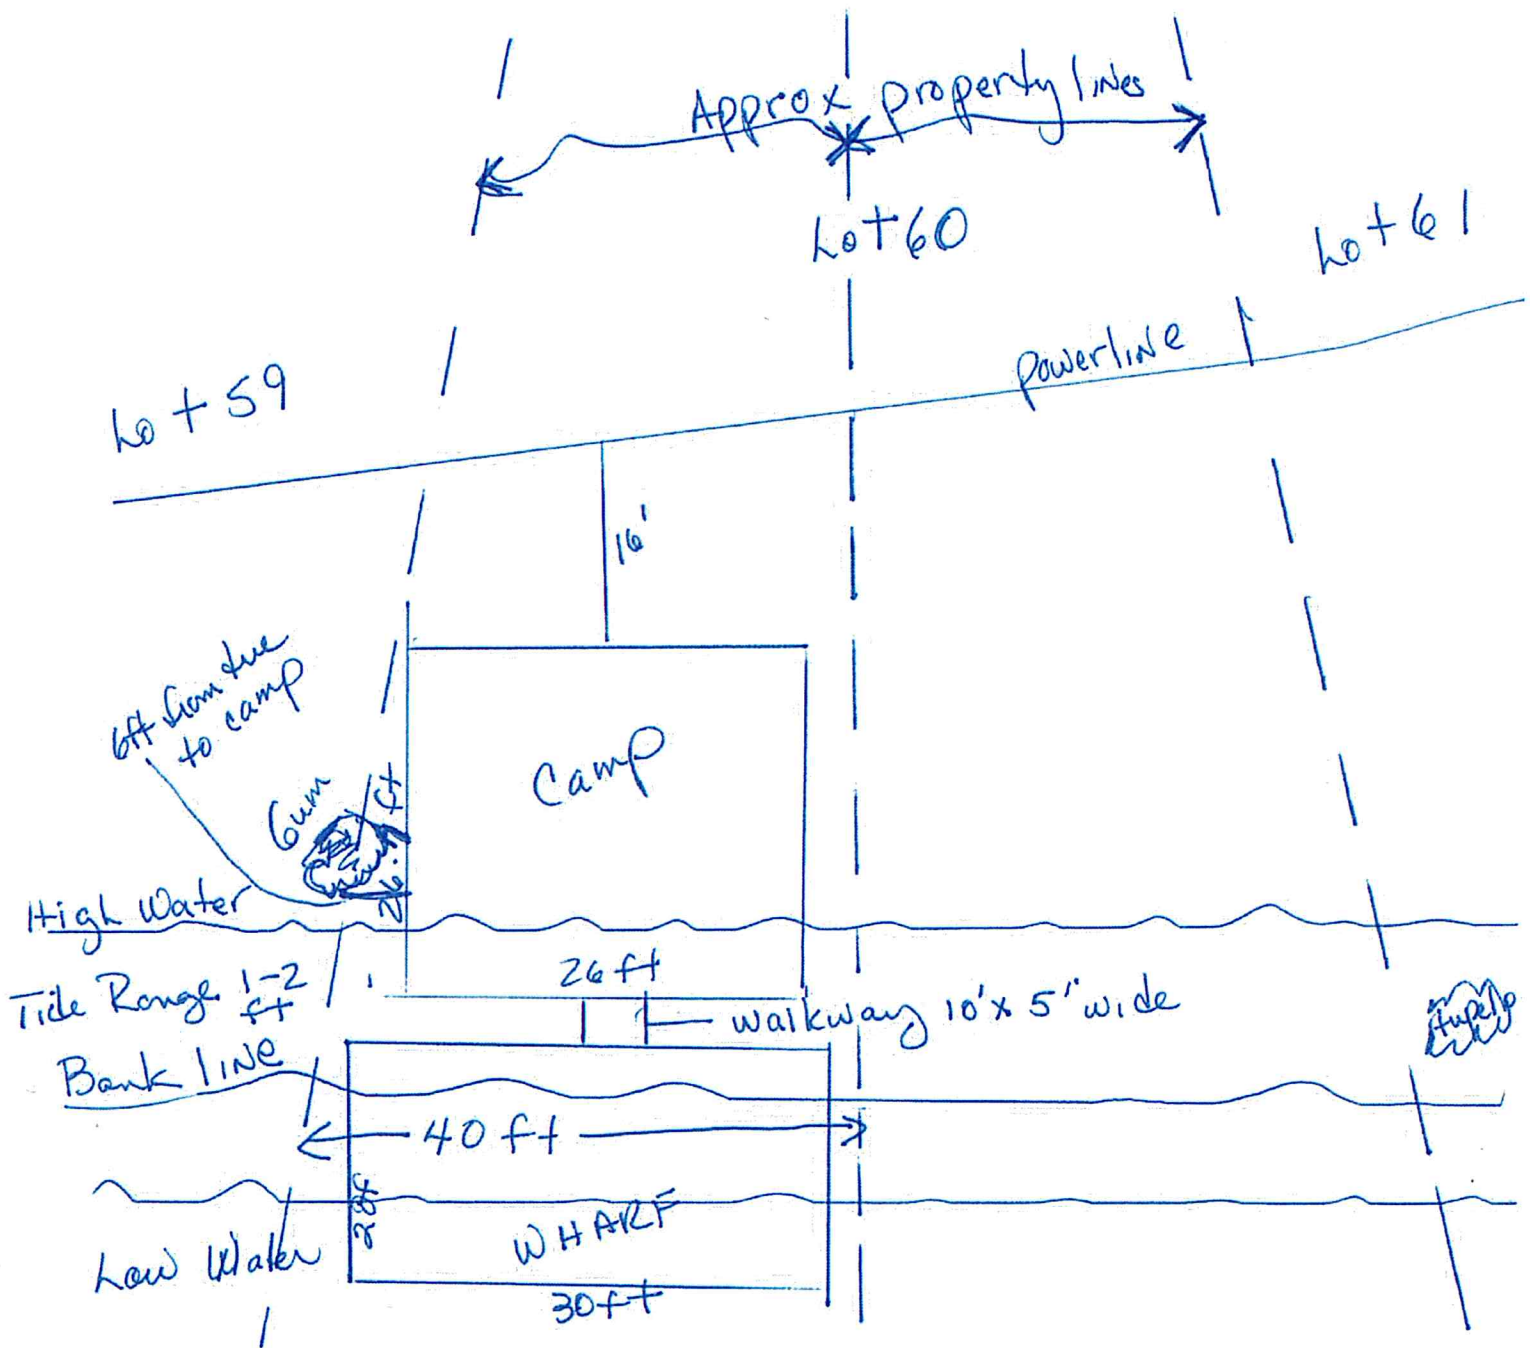 Approx property lines
Lot 60
Lot 61
Lot 59
powerline
16'
6ft from tree
to camp
Gum
Camp
High Water
26 ft
Tide Range 1-2
ft
walkway 10' x 5" wide
tupelo
Bank line
40 ft
WHARF
Low Water
30 ft